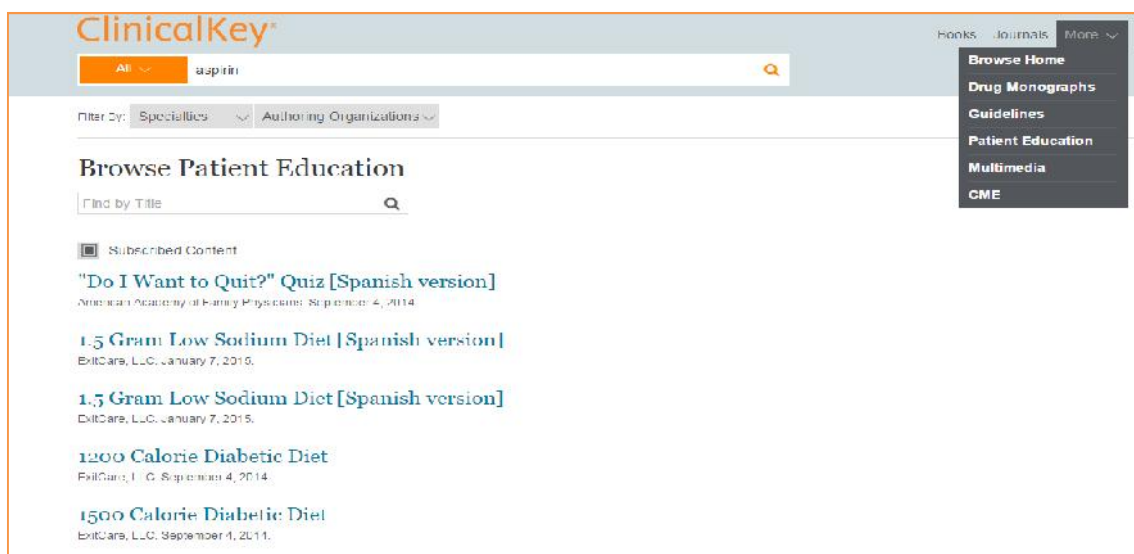 ClinicalKey®
Books Journals More
All aspirin
Browse Home
Drug Monographs
Guidelines
Patient Education
Multimedia
CME
Filter By: Specialties Authoring Organizations
Browse Patient Education
Find by Title
Subscribed Content
"Do I Want to Quit?" Quiz [Spanish version]
American Academy of Family Physicians. September 4, 2014.
1.5 Gram Low Sodium Diet [Spanish version]
ExitCare, LLC. January 7, 2015.
1.5 Gram Low Sodium Diet [Spanish version]
ExitCare, LLC. January 7, 2015.
1200 Calorie Diabetic Diet
ExitCare, LLC. September 4, 2014.
1500 Calorie Diabetic Diet
ExitCare, LLC. September 4, 2014.